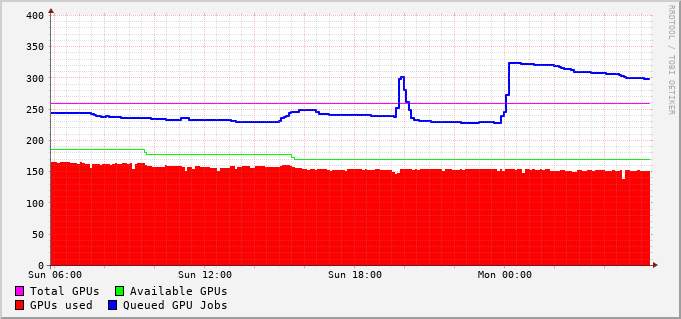 400
350
300
250
200
150
100
50
0
Sun 06:00 Sun 12:00 Sun 18:00 Mon 00:00
Total GPUs Available GPUs
GPUs used Queued GPU Jobs
RRDTOOL / TOBI OETIKER